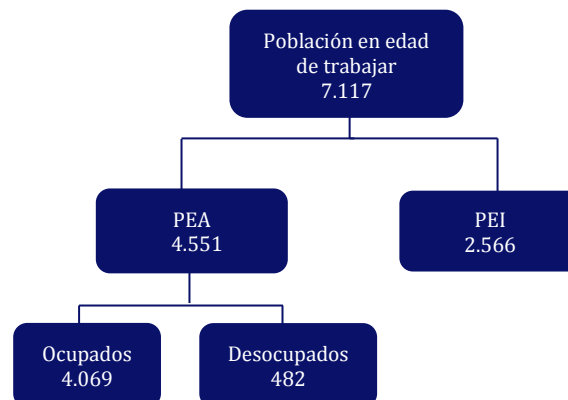 Población en edad
de trabajar
7.117
PEA
4.551
PEI
2.566
Ocupados
4.069
Desocupados
482